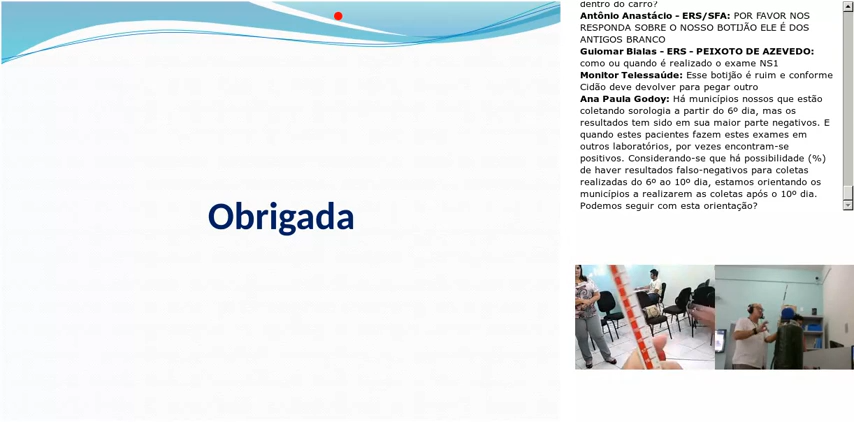 Obrigada
dentro do carro?
Antônio Anastácio - ERS/SFA: POR FAVOR NOS
RESPONDA SOBRE O NOSSO BOTIJÃO ELE É DOS
ANTIGOS BRANCO
Guiomar Bialas - ERS - PEIXOTO DE AZEVEDO:
como ou quando é realizado o exame NS1
Monitor Telessaúde: Esse botijão é ruim e conforme
Cidão deve devolver para pegar outro
Ana Paula Godoy: Há municípios nossos que estão
coletando sorologia a partir do 6º dia, mas os
resultados tem sido em sua maior parte negativos. E
quando estes pacientes fazem estes exames em
outros laboratórios, por vezes encontram-se
positivos. Considerando-se que há possibilidade (%)
de haver resultados falso-negativos para coletas
realizadas do 6º ao 10º dia, estamos orientando os
municípios a realizarem as coletas após o 10º dia.
Podemos seguir com esta orientação?